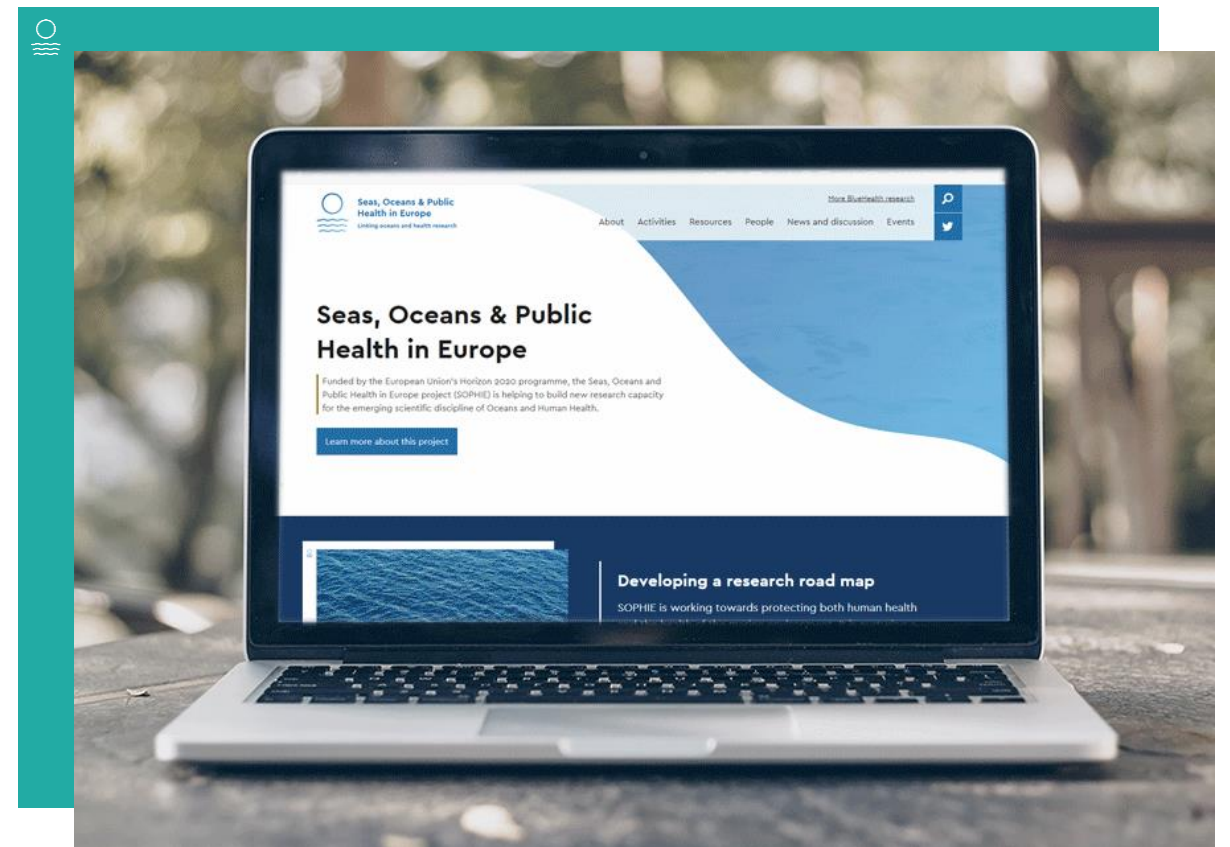 Seas, Oceans & Public
Health in Europe
Linking oceans and health research
More BlueHealth research
About Activities Resources People News and discussion Events
Seas, Oceans & Public
Health in Europe
Funded by the European Union's Horizon 2020 programme, the Seas, Oceans and
Public Health in Europe project (SOPHIE) is helping to build new research capacity
for the emerging scientific discipline of Oceans and Human Health.
Learn more about this project
Developing a research road map
SOPHIE is working towards protecting both human health